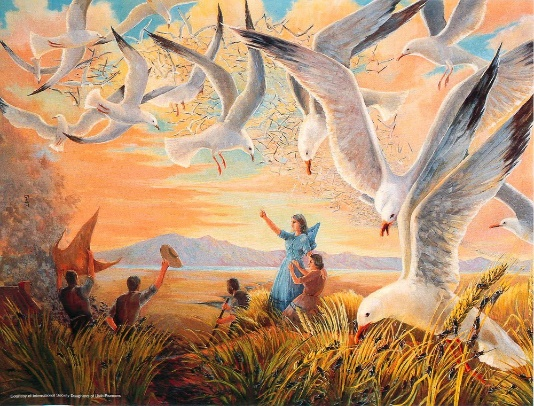 Courtesy of International Society Daughters of Utah Pioneers